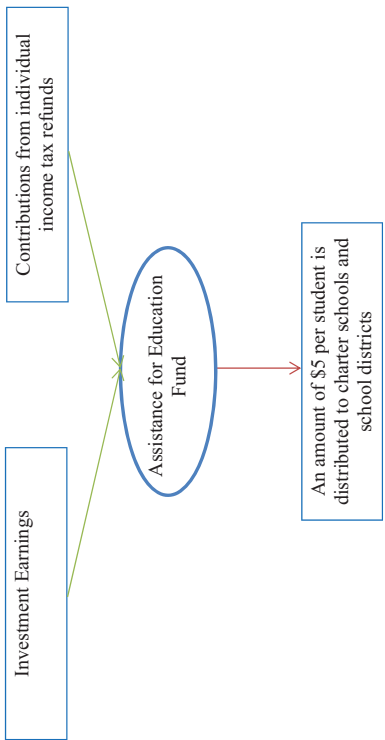 Investment Earnings
Contributions from individual
income tax refunds
Assistance for Education
Fund
An amount of $5 per student is
distributed to charter schools and
school districts